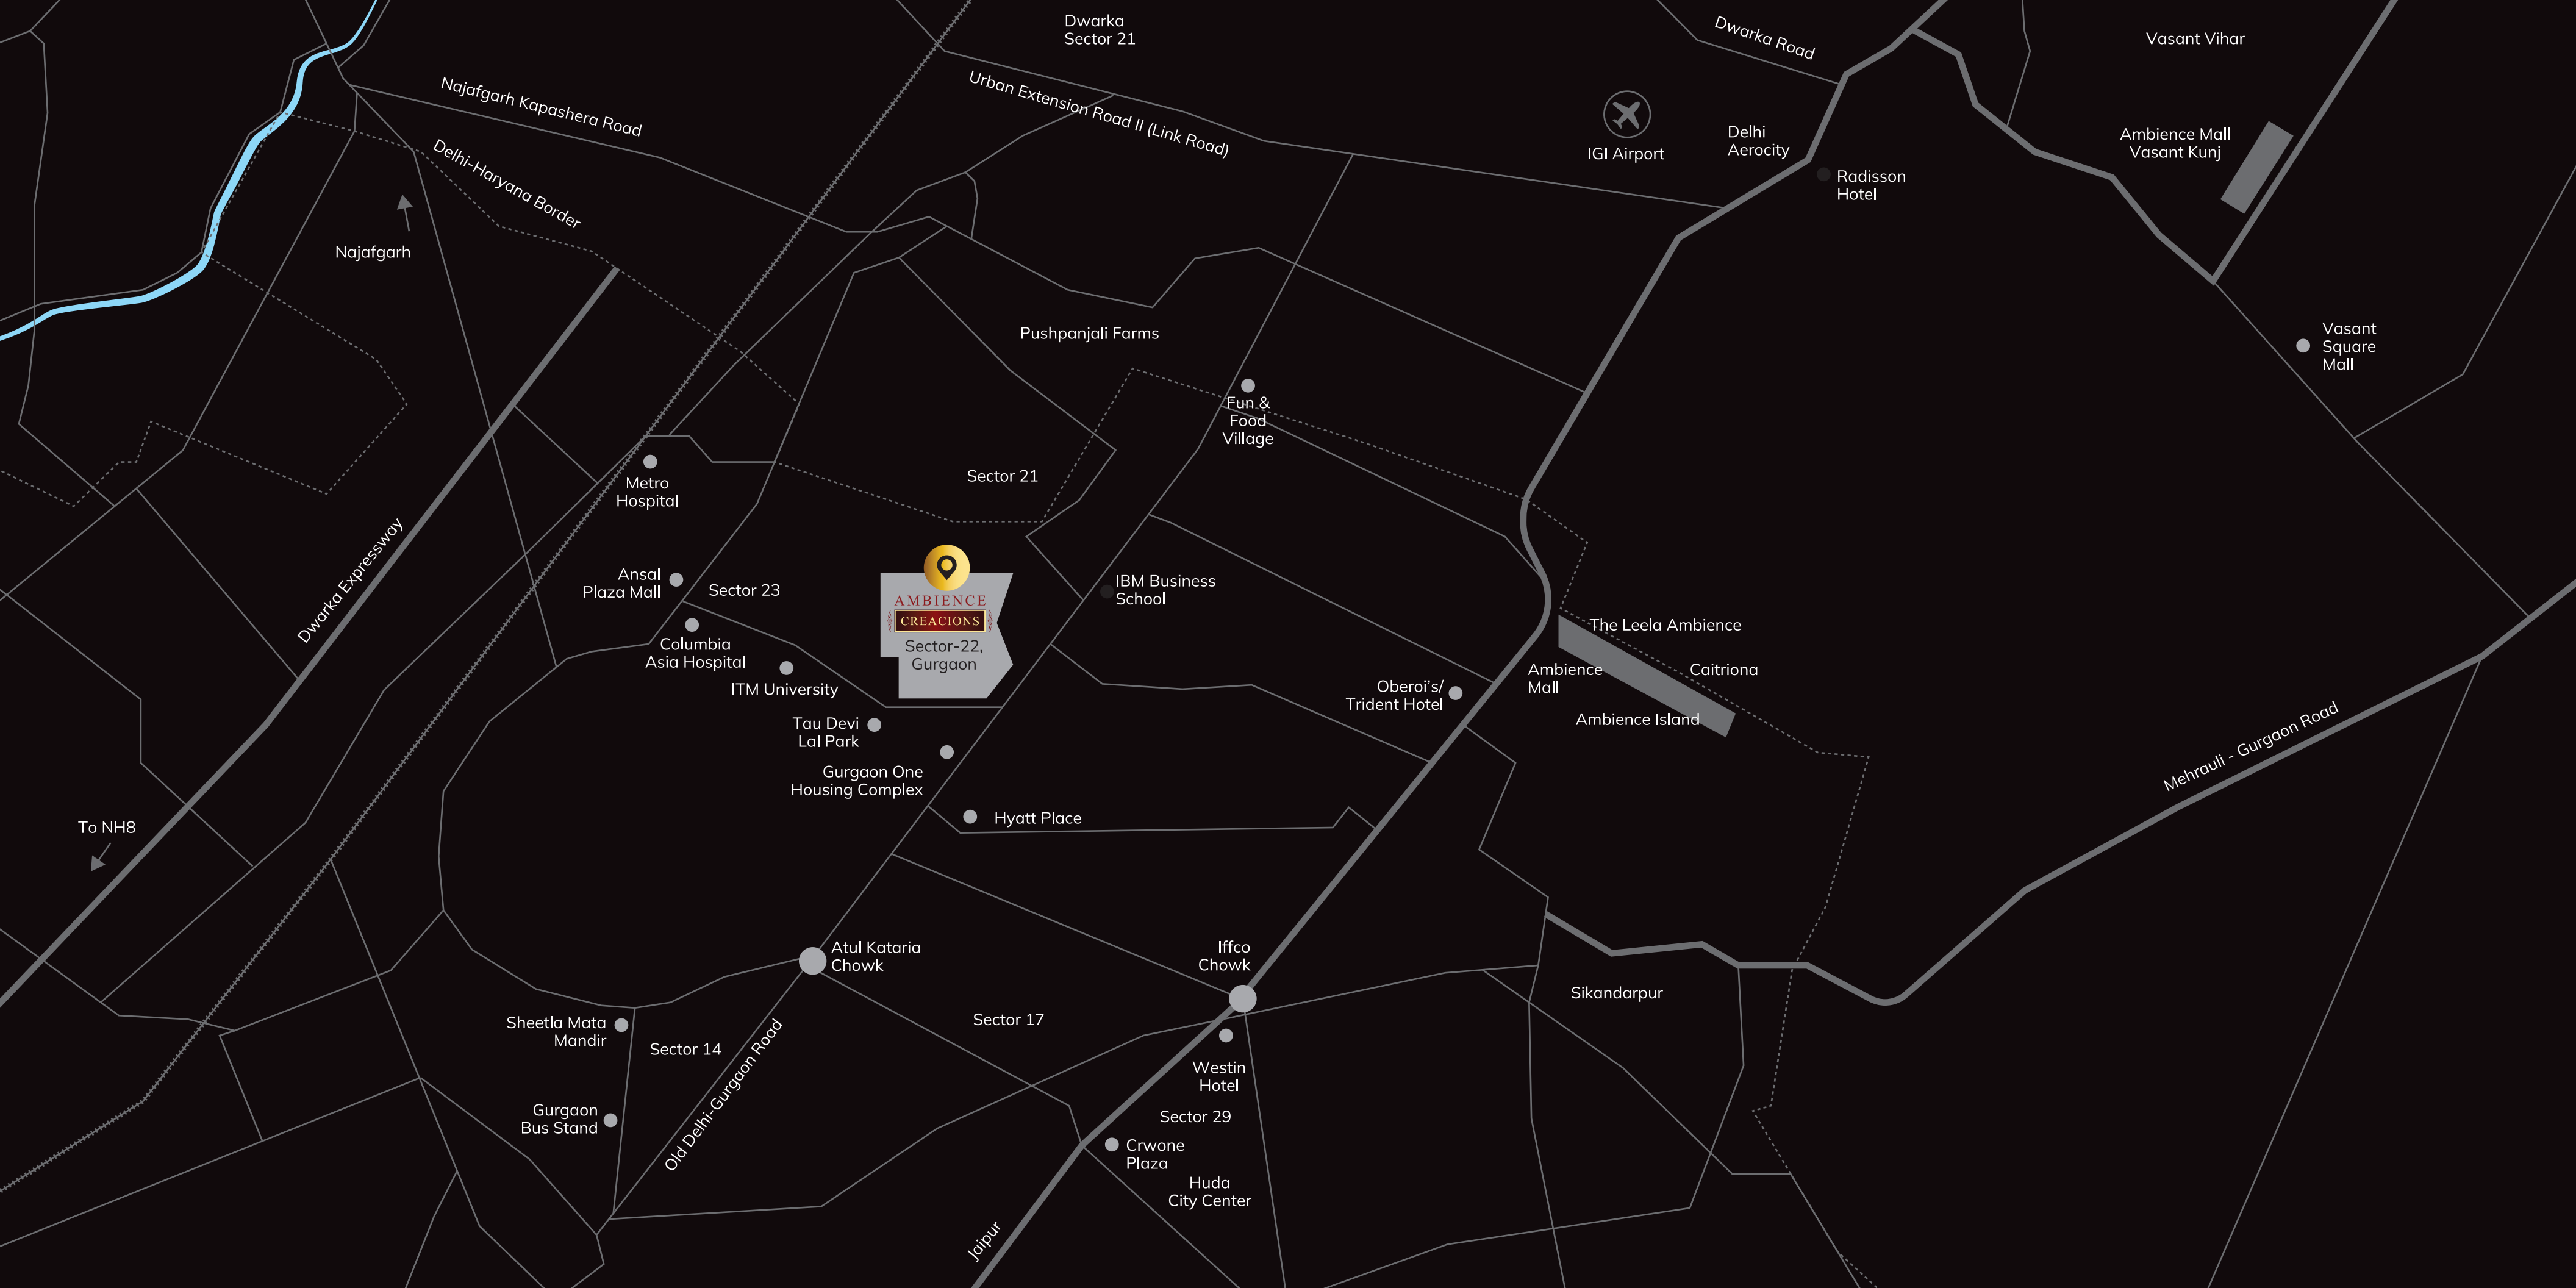 Dwarka
Sector 21
Dwarka Road
Vasant Vihar
Najafgarh Kapashera Road
Urban Extension Road II (Link Road)
IGI Airport
Delhi
Aerocity
Ambience Mall
Vasant Kunj
Radisson
Hotel
Delhi-Haryana Border
Najafgarh
Pushpanjali Farms
Vasant
Square
Mall
Fun &
Food
Village
Metro
Hospital
Sector 21
Dwarka Expressway
Ansal
Plaza Mall
Sector 23
AMBIENCE
CREACIONS
Sector-22,
Gurgaon
IBM Business
School
Columbia
Asia Hospital
ITM University
The Leela Ambience
Ambience
Mall
Caitriona
Ambience Island
Oberoi's/
Trident Hotel
Tau Devi
Lal Park
Gurgaon One
Housing Complex
Hyatt Place
Mehrauli - Gurgaon Road
To NH8
Atul Kataria
Chowk
Iffco
Chowk
Sikandarpur
Sheetla Mata
Mandir
Sector 14
Old Delhi-Gurgaon Road
Sector 17
Westin
Hotel
Sector 29
Gurgaon
Bus Stand
Crwone
Plaza
Huda
City Center
Jaipur